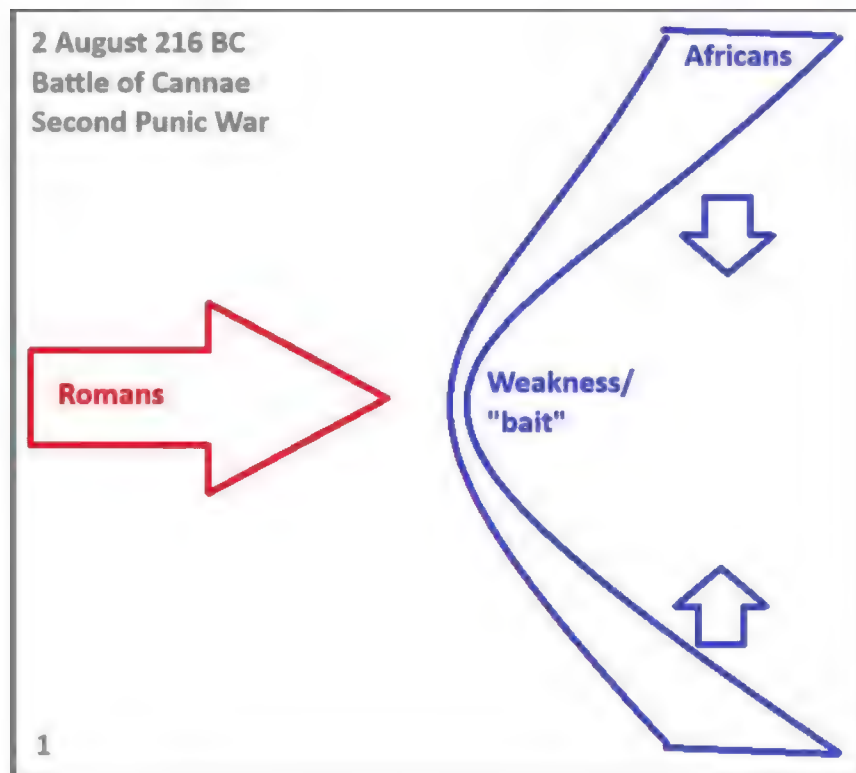 2 August 216 BC
Battle of Cannae
Second Punic War
Africans
Romans
Weakness/
"bait"
1